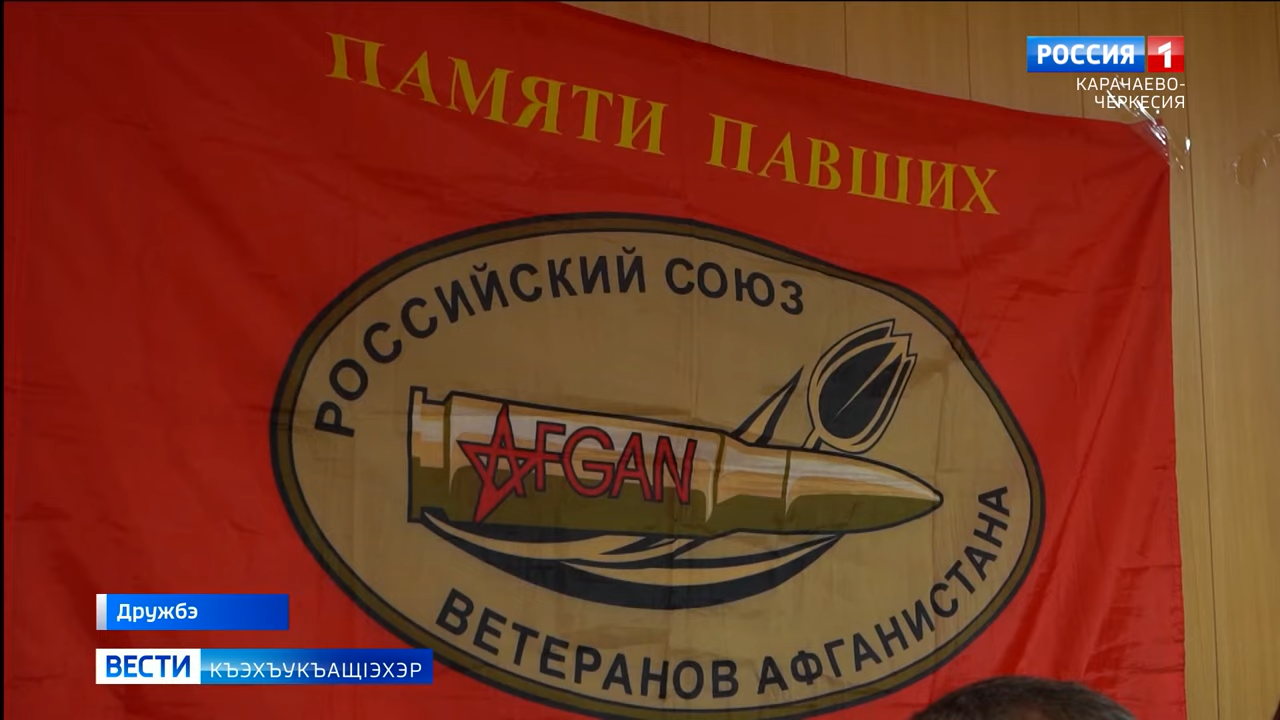 ПАМЯТИ ПАВШИХ
РОССИЯ 1
КАРАЧАЕВО-
ЧЕРКЕСИЯ
РОССИЙСКИЙ СОЮЗ
AFGAN
ВЕТЕРАНОВ АФГАНИСТАНА
Дружбэ
ВЕСТИ КЪЭХЪУКЪАЩІЭХЭР